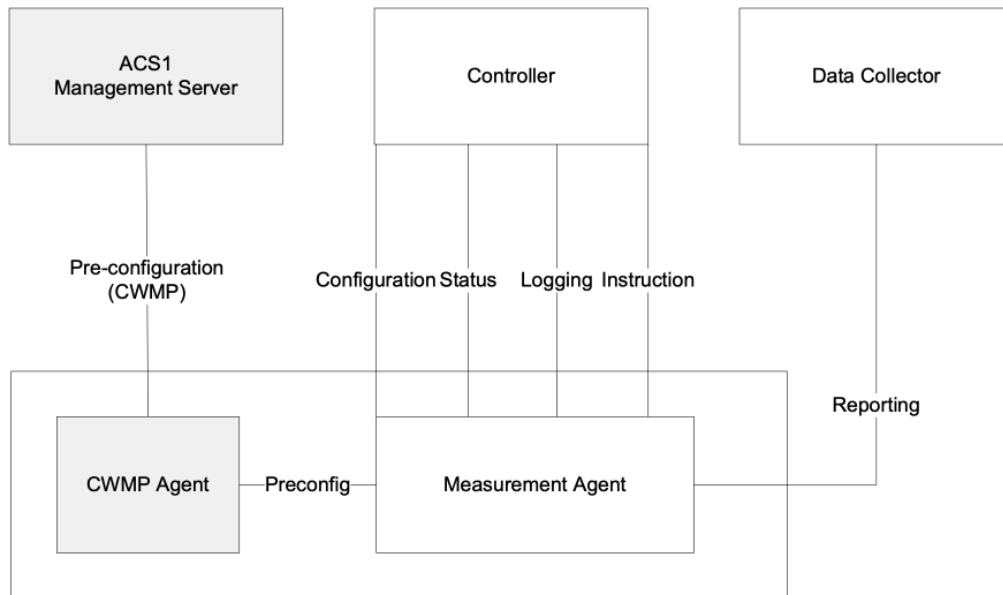 ACS1
Management Server
Controller
Data Collector
Pre-configuration
(CWMP)
Configuration
Status
Logging
Instruction
Reporting
CWMP Agent
Preconfig
Measurement Agent